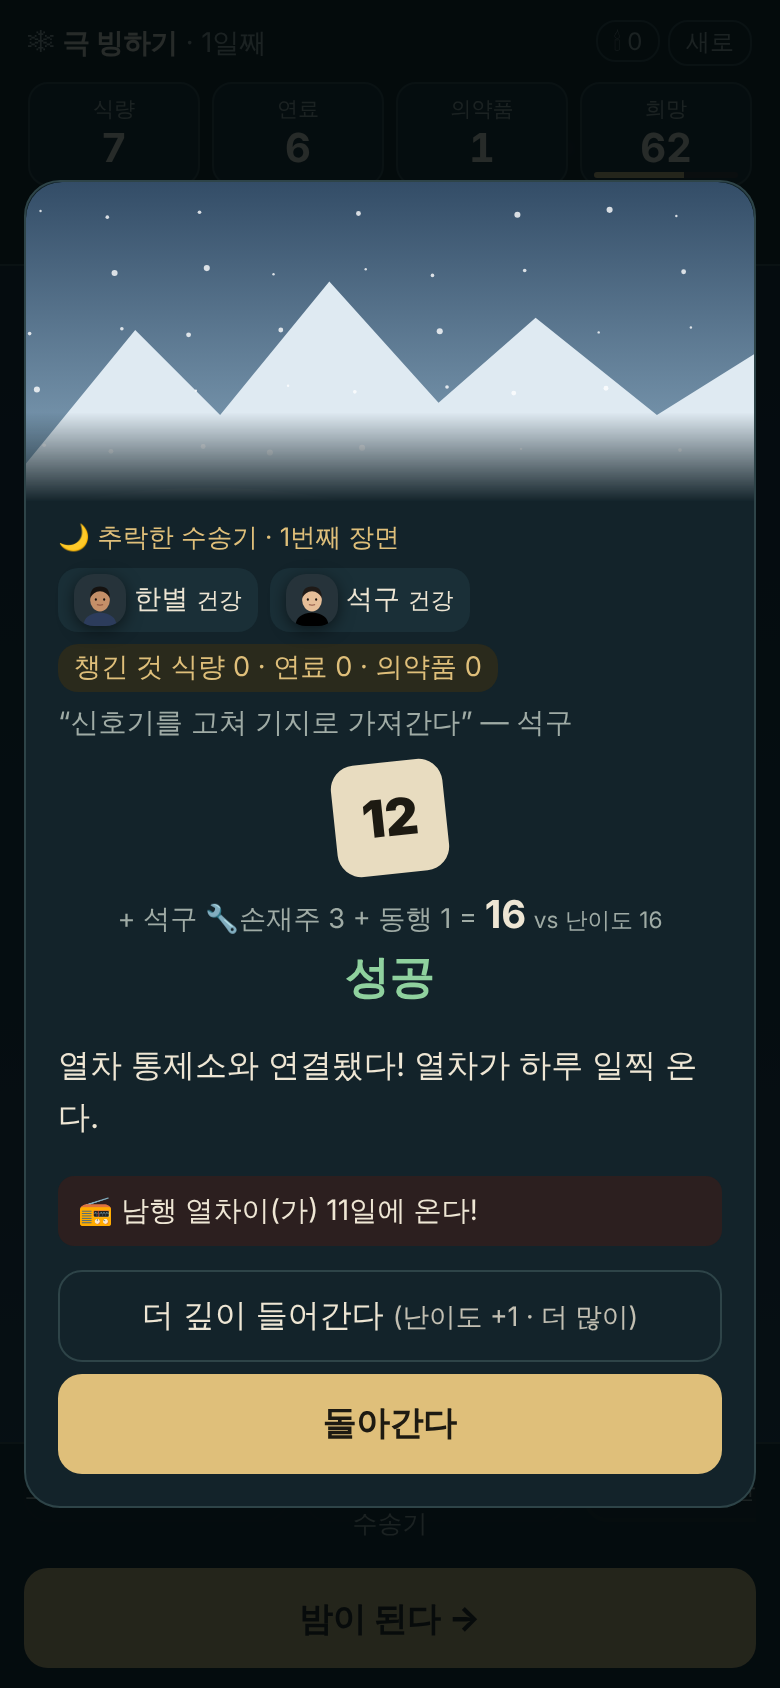 ❄ 극 빙하기 · 1일째
🕯 0
새로
식량
7
연료
6
의약품
1
희망
62
🌙 추락한 수송기 · 1번째 장면
한별 건강
석구 건강
챙긴 것 식량 0 · 연료 0 · 의약품 0
“신호기를 고쳐 기지로 가져간다” — 석구
12
+ 석구 🔧손재주 3 + 동행 1 = 16 vs 난이도 16
성공
열차 통제소와 연결됐다! 열차가 하루 일찍 온
다.
📻 남행 열차이(가) 11일에 온다!
더 깊이 들어간다 (난이도 +1 · 더 많이)
돌아간다
수송기
밤이 된다 →